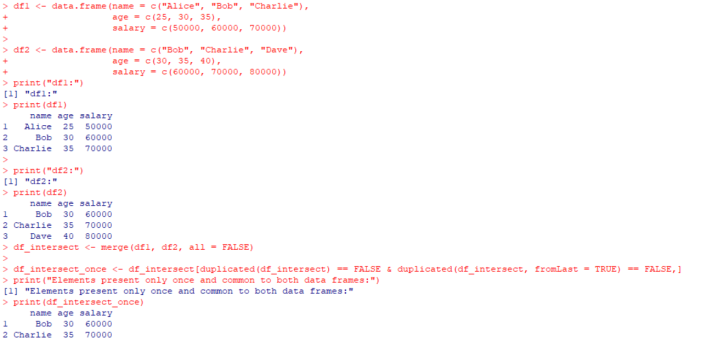 > df1 <- data.frame(name = c("Alice", "Bob", "Charlie"),
+                   age = c(25, 30, 35),
+                   salary = c(50000, 60000, 70000))
>
> df2 <- data.frame(name = c("Bob", "Charlie", "Dave"),
+                   age = c(30, 35, 40),
+                   salary = c(60000, 70000, 80000))
> print("df1:")
[1] "df1:"
> print(df1)
     name age salary
1   Alice  25  50000
2     Bob  30  60000
3 Charlie  35  70000
>
> print("df2:")
[1] "df2:"
> print(df2)
     name age salary
1     Bob  30  60000
2 Charlie  35  70000
3    Dave  40  80000
> df_intersect <- merge(df1, df2, all = FALSE)
>
> df_intersect_once <- df_intersect[duplicated(df_intersect) == FALSE & duplicated(df_intersect, fromLast = TRUE) == FALSE,]
> print("Elements present only once and common to both data frames:")
[1] "Elements present only once and common to both data frames:"
> print(df_intersect_once)
     name age salary
1     Bob  30  60000
2 Charlie  35  70000